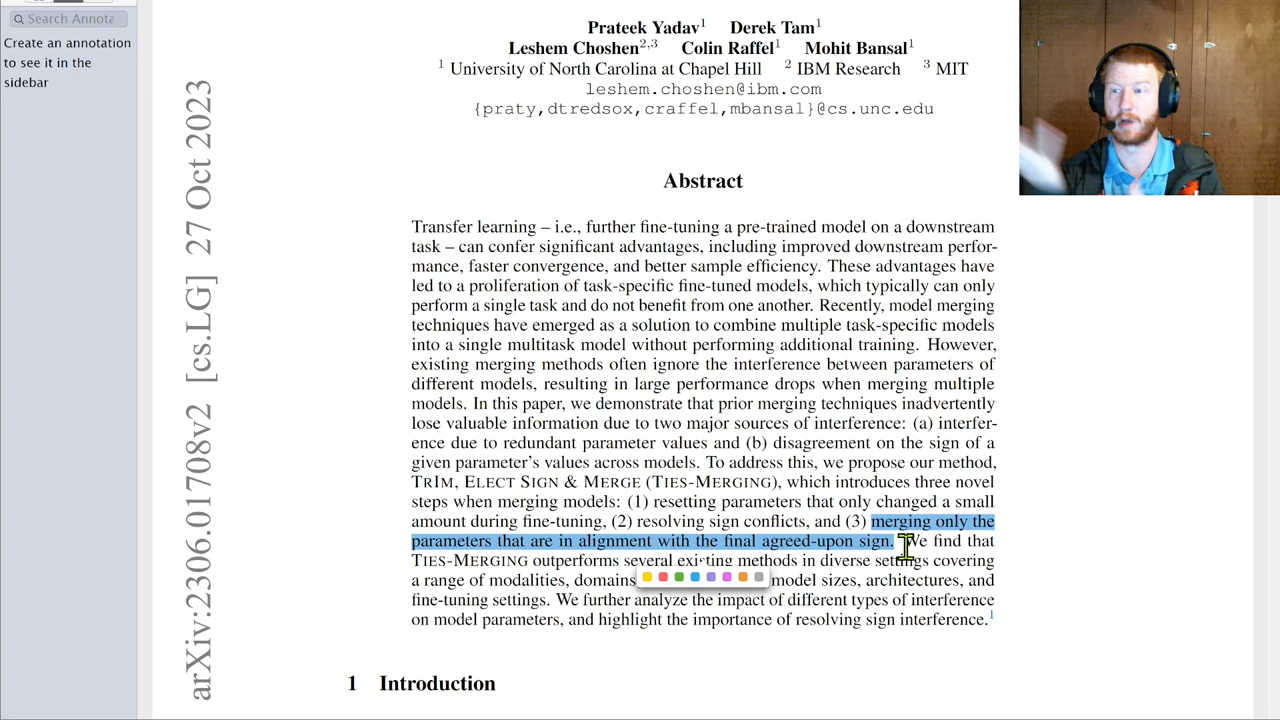 Search Annota
Create an annotation
to see it in the
sidebar
arXiv:2306.01708v2 [cs.LG] 27 Oct 2023
Prateek Yadav1 Derek Tam1
Leshem Choshen2,3 Colin Raffel1 Mohit Bansal1
1 University of North Carolina at Chapel Hill 2 IBM Research 3 MIT
leshem.choshen@ibm.com
{praty,dtredsox,craffel,mbansal}@cs.unc.edu
Abstract
Transfer learning – i.e., further fine-tuning a pre-trained model on a downstream
task – can confer significant advantages, including improved downstream perfor-
mance, faster convergence, and better sample efficiency. These advantages have
led to a proliferation of task-specific fine-tuned models, which typically can only
perform a single task and do not benefit from one another. Recently, model merging
techniques have emerged as a solution to combine multiple task-specific models
into a single multitask model without performing additional training. However,
existing merging methods often ignore the interference between parameters of
different models, resulting in large performance drops when merging multiple
models. In this paper, we demonstrate that prior merging techniques inadvertently
lose valuable information due to two major sources of interference: (a) interfer-
ence due to redundant parameter values and (b) disagreement on the sign of a
given parameter's values across models. To address this, we propose our method,
TRIM, ELECT SIGN & MERGE (TIES-MERGING), which introduces three novel
steps when merging models: (1) resetting parameters that only changed a small
amount during fine-tuning, (2) resolving sign conflicts, and (3) merging only the
parameters that are in alignment with the final agreed-upon sign. We find that
TIES-MERGING outperforms several existing methods in diverse settings covering
a range of modalities, domains model sizes, architectures, and
fine-tuning settings. We further analyze the impact of different types of interference
on model parameters, and highlight the importance of resolving sign interference.1
1 Introduction